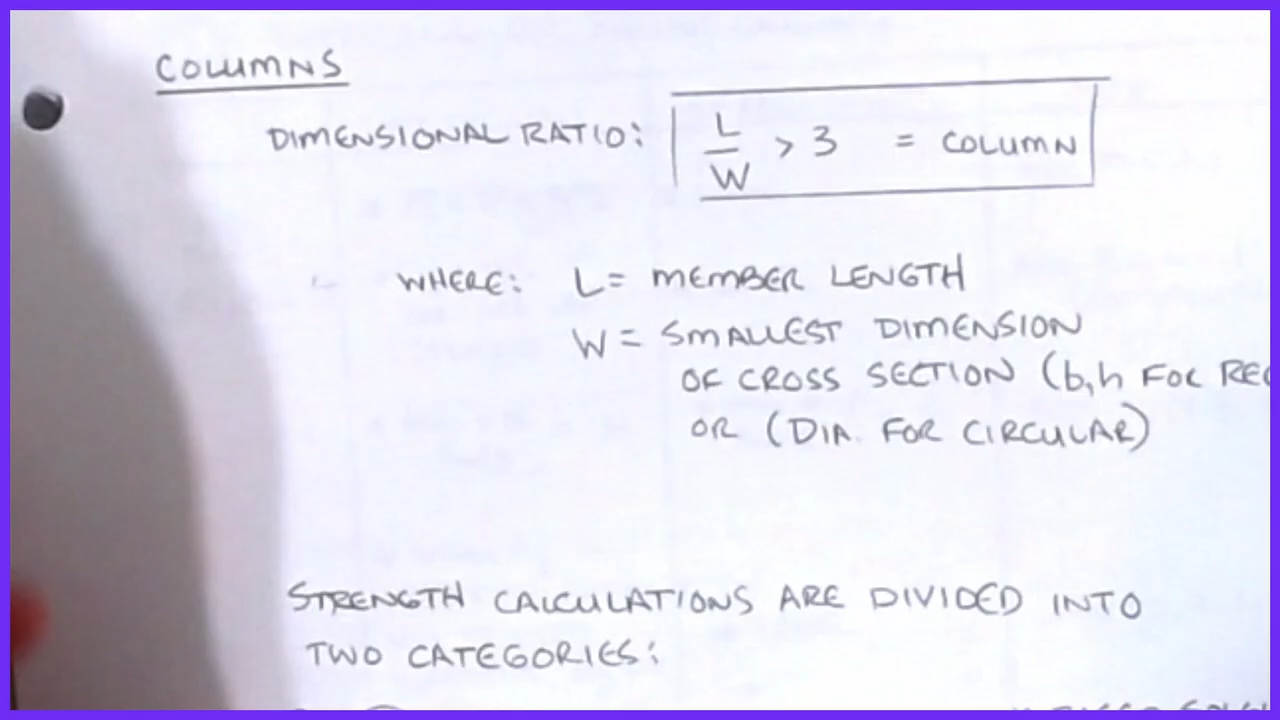 COLUMNS
DIMENSIONAL RATIO: L/W > 3 = COLUMN
WHERE: L = MEMBER LENGTH
W = SMALLEST DIMENSION
OF CROSS SECTION (b,h FOR
OR (DIA. FOR CIRCULAR)
STRENGTH CALCULATIONS ARE DIVIDED INTO
TWO CATEGORIES: